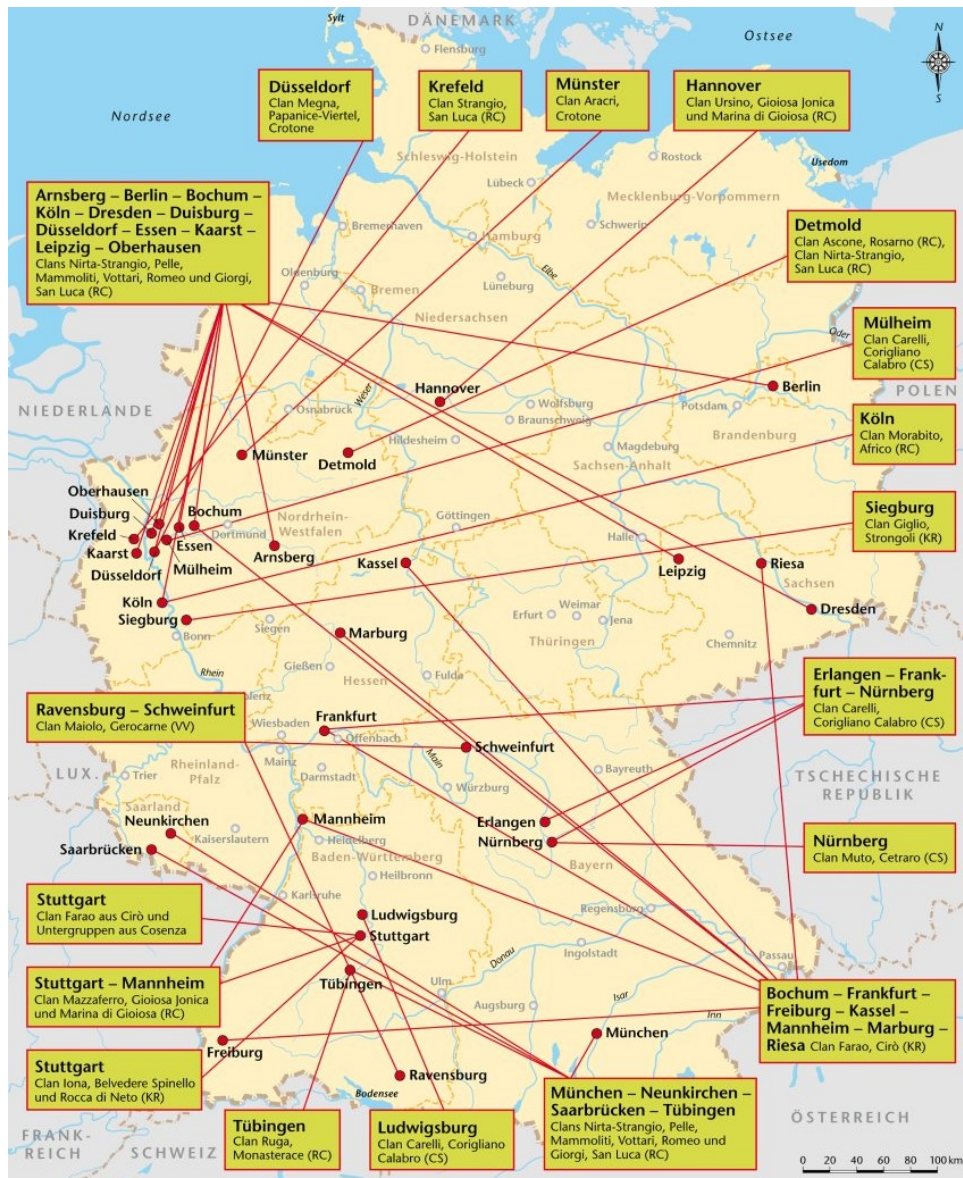 DÄNEMARK
Sylt
Flensburg
Ostsee
N
S
Nordsee
Düsseldorf
Clan Megna,
Papanice-Viertel,
Crotone
Krefeld
Clan Strangio,
San Luca (RC)
Münster
Clan Aracri,
Crotone
Hannover
Clan Ursino, Gioiosa Jonica
und Marina di Gioiosa (RC)
Schleswig-Holstein
Rostock
Usedom
Lübeck
Mecklenburg-Vorpommern
Arnsberg – Berlin – Bochum –
Köln – Dresden – Duisburg –
Düsseldorf – Essen – Kaarst –
Leipzig – Oberhausen
Clans Nirta-Strangio, Pelle,
Mammoliti, Vottari, Romeo und Giorgi,
San Luca (RC)
Bremerhaven
Hamburg
Schwerin
Detmold
Clan Ascone, Rosarno (RC),
Clan Nirta-Strangio,
San Luca (RC)
Elbe
Oldenburg
Bremen
Lüneburg
Niedersachsen
Oder
Mülheim
Clan Carelli,
Corigliano
Calabro (CS)
Weser
Hannover
Berlin
POLEN
NIEDERLANDE
Osnabrück
Wolfsburg
Braunschweig
Potsdam
Brandenburg
Hildesheim
Magdeburg
Köln
Clan Morabito,
Africo (RC)
Münster
Detmold
Sachsen-Anhalt
Oberhausen
Duisburg
Bochum
Krefeld
Dortmund
Nordrhein-
Westfalen
Göttingen
Siegburg
Clan Giglio,
Strongoli (KR)
Kaarst
Essen
Arnsberg
Halle
Düsseldorf
Mülheim
Kassel
Leipzig
Riesa
Sachsen
Köln
Siegburg
Siegen
Erfurt
Weimar
Jena
Dresden
Bonn
Marburg
Thüringen
Chemnitz
Rhein
Gießen
Hessen
Fulda
Erlangen – Frank-
furt – Nürnberg
Clan Carelli,
Corigliano Calabro (CS)
Ravensburg – Schweinfurt
Clan Maiolo, Gerocarne (VV)
Wiesbaden
Frankfurt
Offenbach
Schweinfurt
Mainz
Main
LUX.
Trier
Rheinland-
Pfalz
Darmstadt
Würzburg
Bayreuth
TSCHECHISCHE
REPUBLIK
Saarland
Neunkirchen
Kaiserslautern
Mannheim
Heidelberg
Erlangen
Nürnberg
Nürnberg
Clan Muto, Cetraro (CS)
Saarbrücken
Baden-Württemberg
Bayern
Heilbronn
Stuttgart
Clan Farao aus Cirò und
Untergruppen aus Cosenza
Karlsruhe
Ludwigsburg
Stuttgart
Regensburg
Donau
Ingolstadt
Passau
Stuttgart – Mannheim
Clan Mazzaferro, Gioiosa Jonica
und Marina di Gioiosa (RC)
Tübingen
Ulm
Augsburg
Isar
Inn
Bochum – Frankfurt –
Freiburg – Kassel –
Mannheim – Marburg –
Riesa Clan Farao, Cirò (KR)
Freiburg
München
Stuttgart
Clan Iona, Belvedere Spinello
und Rocca di Neto (KR)
Ravensburg
Bodensee
Tübingen
Clan Ruga,
Monasterace (RC)
Ludwigsburg
Clan Carelli, Corigliano
Calabro (CS)
München – Neunkirchen –
Saarbrücken – Tübingen
Clans Nirta-Strangio, Pelle,
Mammoliti, Vottari, Romeo und
Giorgi, San Luca (RC)
ÖSTERREICH
FRANK-
REICH
SCHWEIZ
0 20 40 60 80 100 km